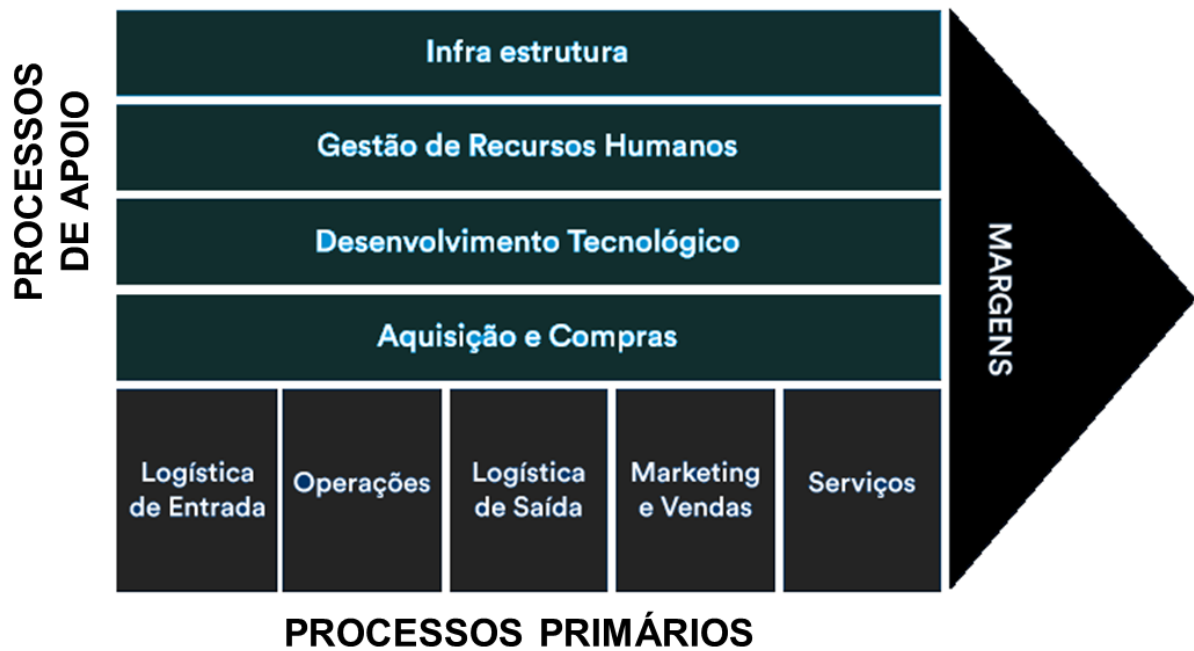 PROCESSOS
DE APOIO
Infra estrutura
Gestão de Recursos Humanos
Desenvolvimento Tecnológico
Aquisição e Compras
Logística
de Entrada
Operações
Logística
de Saída
Marketing
e Vendas
Serviços
MARGENS
PROCESSOS PRIMÁRIOS